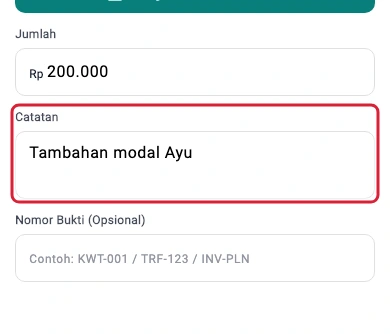 Jumlah
Rp 200.000
Catatan
Tambahan modal Ayu
Nomor Bukti (Opsional)
Contoh: KWT-001 / TRF-123 / INV-PLN